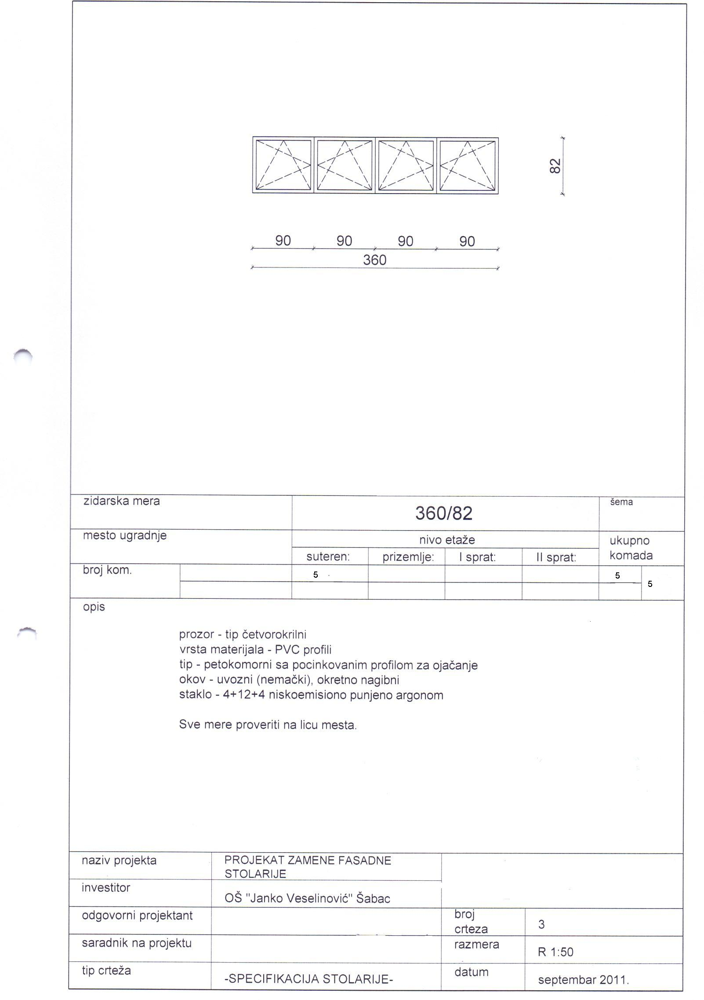 82
90 90 90 90
360
zidarska mera
360/82
šema
mesto ugradnje
nivo etaže
ukupno
komada
suteren: prizemlje: I sprat: II sprat:
broj kom.
5
5
5
opis
prozor - tip četvorokrilni
vrsta materijala - PVC profili
tip - petokomorni sa pocinkovanim profilom za ojačanje
okov - uvozni (nemački), okretno nagibni
staklo - 4+12+4 niskoemisiono punjeno argonom
Sve mere proveriti na licu mesta.
naziv projekta
PROJEKAT ZAMENE FASADNE
STOLARIJE
investitor
OŠ "Janko Veselinović" Šabac
odgovorni projektant
broj
crteza
3
saradnik na projektu
razmera
R 1:50
tip crteža
-SPECIFIKACIJA STOLARIJE-
datum
septembar 2011.